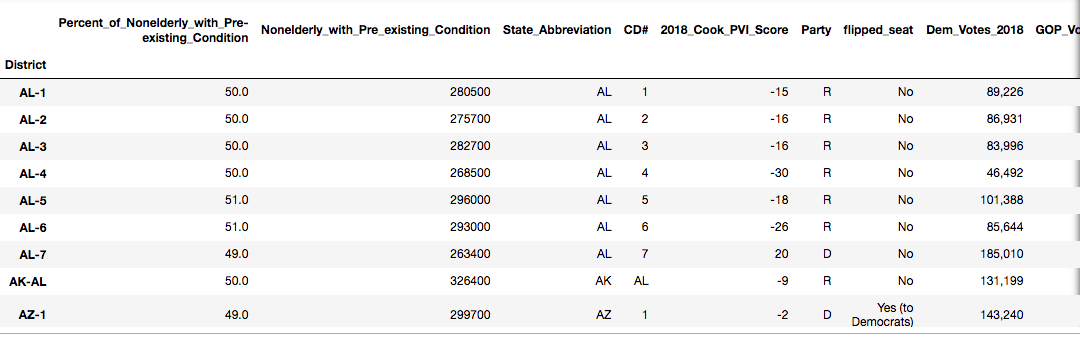 Percent_of_Nonelderly_with_Pre-existing_Condition Nonelderly_with_Pre_existing_Condition State_Abbreviation CD# 2018_Cook_PVI_Score Party flipped_seat Dem_Votes_2018 GOP_Vo
District
AL-1 50.0 280500 AL 1 -15 R No 89,226
AL-2 50.0 275700 AL 2 -16 R No 86,931
AL-3 50.0 282700 AL 3 -16 R No 83,996
AL-4 50.0 268500 AL 4 -30 R No 46,492
AL-5 51.0 296000 AL 5 -18 R No 101,388
AL-6 51.0 293000 AL 6 -26 R No 85,644
AL-7 49.0 263400 AL 7 20 D No 185,010
AK-AL 50.0 326400 AK AL -9 R No 131,199
AZ-1 49.0 299700 AZ 1 -2 D Yes (to Democrats) 143,240